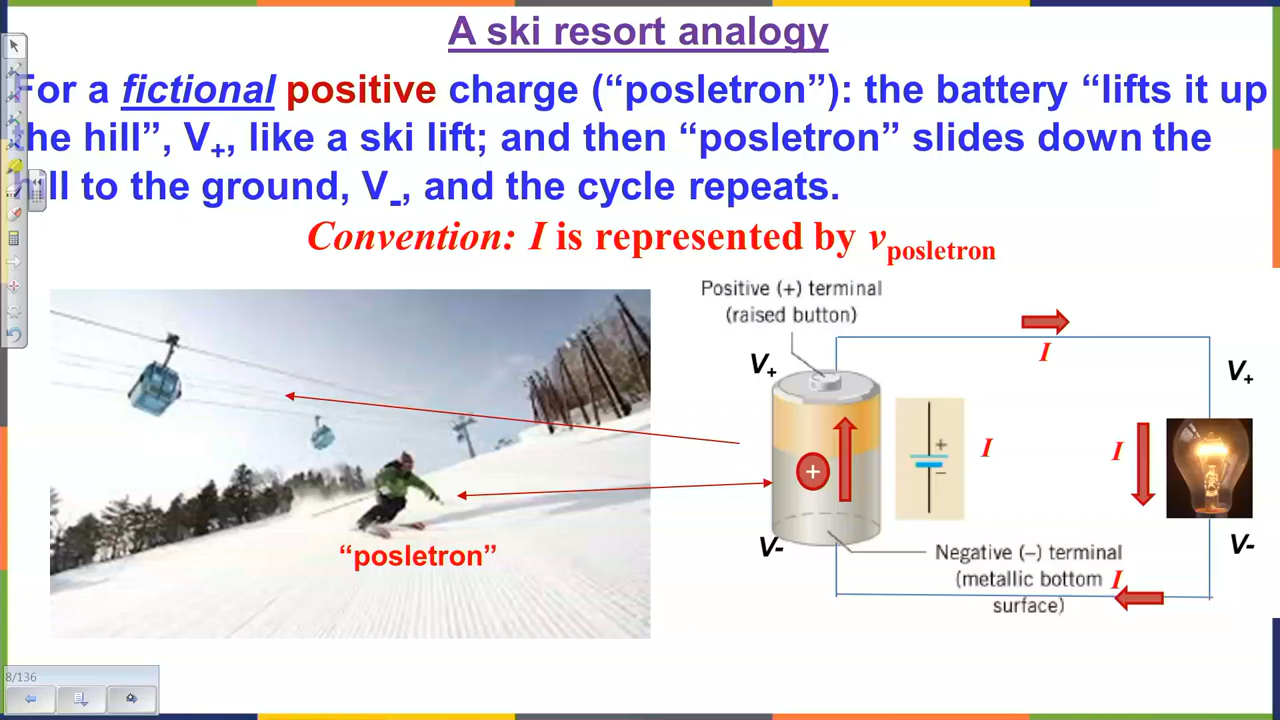 A ski resort analogy
For a fictional positive charge (“posletron”): the battery “lifts it up
the hill”, V+, like a ski lift; and then “posletron” slides down the
hill to the ground, V-, and the cycle repeats.
Convention: I is represented by vposletron
Positive (+) terminal
(raised button)
I
V+
V+
+
+
−
I
I
“posletron”
V-
V-
Negative (–) terminal
(metallic bottom
surface)
I
8/136